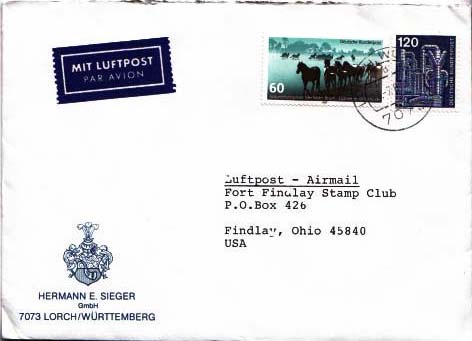 MIT LUFTPOST
PAR AVION
Deutsche Bundespost
60
120
DEUTSCHE BUNDESPOST
Luftpost - Airmail
Fort Findlay Stamp Club
P.O.Box 426
Findlay, Ohio 45840
USA
HERMANN E. SIEGER
GmbH
7073 LORCH/WÜRTTEMBERG